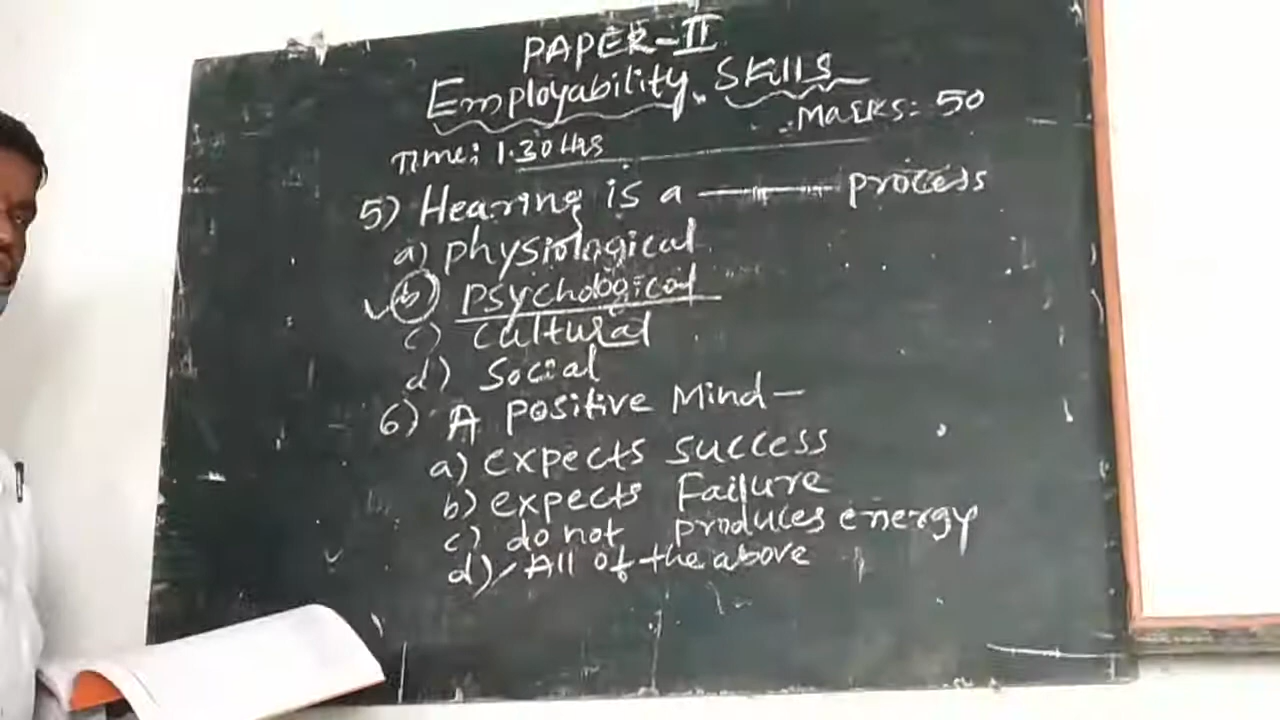 PAPER-II
Employability Skills
Marks: 50
Time: 1.30 Hrs
5) Hearing is a ——— process
a) physiological
b) psychological
c) cultural
d) Social
6) A positive Mind—
a) expects success
b) expects Failure
c) do not produces energy
d) All of the above